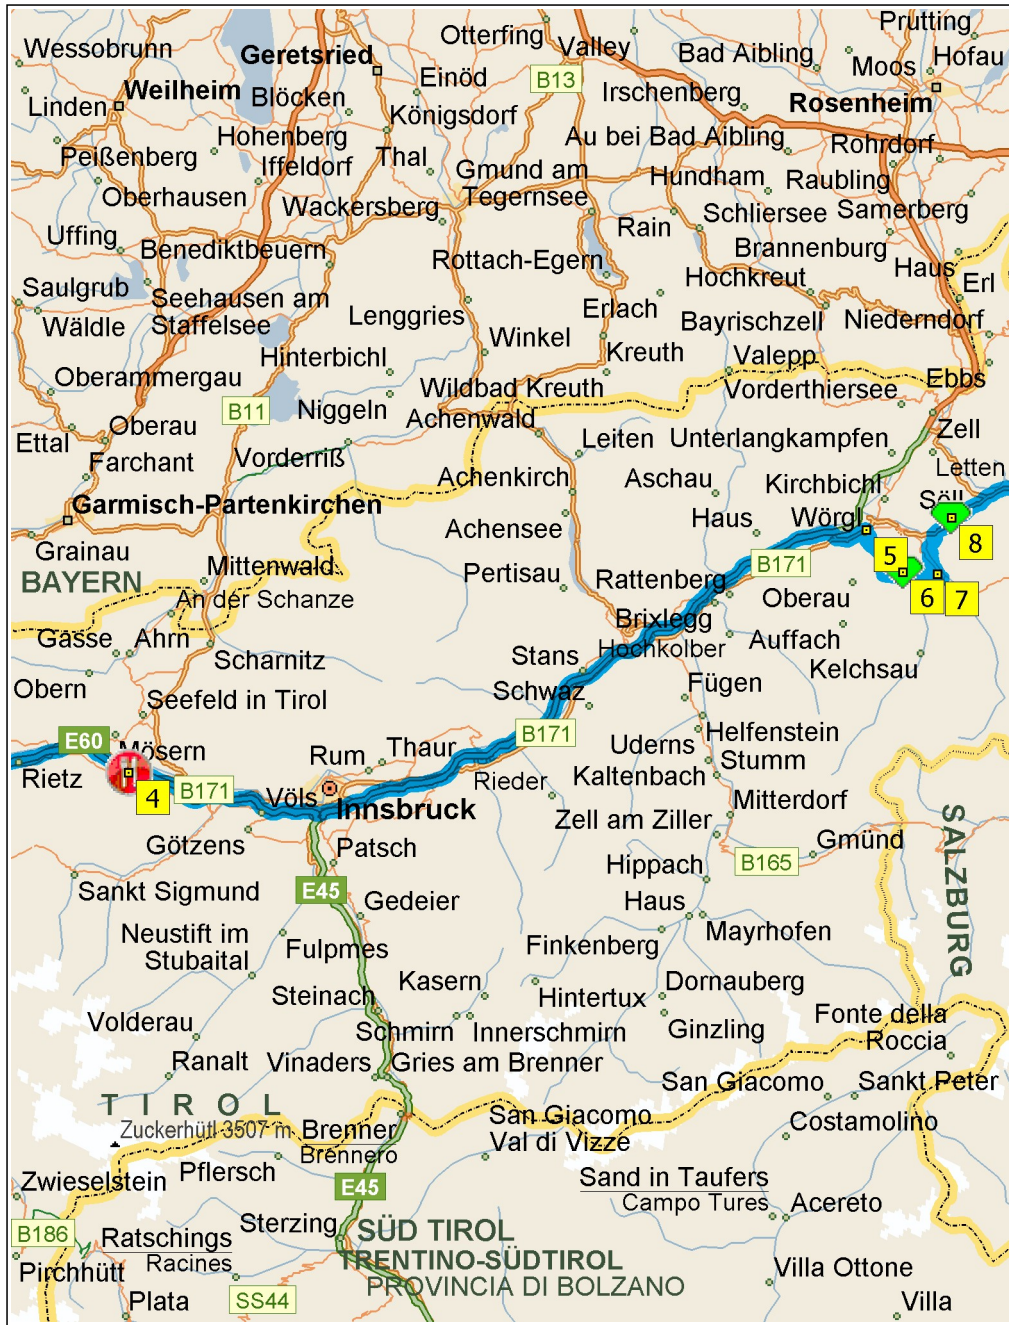 Prutting
Otterfing
Valley
Wessobrunn
Geretsried
Bad Aibling
Hofau
Moos
Einöd
B13
Weilheim
Blöcken
Irschenberg
Rosenheim
Linden
Königsdorf
Hohenberg
Au bei Bad Aibling
Rohrdorf
Peißenberg
Iffeldorf
Thal
Gmund am
Tegernsee
Hundham
Raubling
Oberhausen
Wackersberg
Rain
Schliersee
Samerberg
Uffing
Benediktbeuern
Rottach-Egern
Brannenburg
Haus
Hochkreut
Erl
Saulgrub
Seehausen am
Staffelsee
Erlach
Wäldle
Lenggries
Winkel
Bayrischzell
Niederndorf
Hinterbichl
Kreuth
Valepp
Oberammergau
Wildbad Kreuth
Vorderthiersee
Ebbs
B11
Niggeln
Achenwald
Oberau
Ettal
Leiten
Unterlangkampfen
Zell
Farchant
Vorderriß
Achenkirch
Aschau
Letten
Kirchbichl
Söll
Garmisch-Partenkirchen
Achensee
Haus
Wörgl
8
Grainau
B171
5
BAYERN
Mittenwald
Pertisau
Rattenberg
Oberau
6
7
An der Schanze
Brixlegg
Gasse
Ahrn
Hochkolber
Auffach
Scharnitz
Stans
Kelchsau
Obern
Seefeld in Tirol
Schwaz
Fügen
E60
Mösern
B171
Helfenstein
Rum
Thaur
Uderns
Stumm
Rietz
Rieder
Kaltenbach
4
B171
Völs
Innsbruck
Mitterdorf
Zell am Ziller
SALZBURG
Götzens
Patsch
Gmünd
Hippach
B165
Sankt Sigmund
E45
Gedeier
Haus
Mayrhofen
Neustift im
Stubaital
Fulpmes
Finkenberg
Kasern
Dornauberg
Steinach
Hintertux
Volderau
Schmirn
Innerschmirn
Ginzling
Fonte della
Roccia
Ranalt
Vinaders
Gries am Brenner
San Giacomo
Sankt Peter
TIROL
San Giacomo
Val di Vizze
Costamolino
Zuckerhütl 3507 m
Brenner
Brennero
Pflersch
Zwieselstein
E45
Sand in Taufers
Campo Tures
Acereto
B186
Ratschings
Racines
Sterzing
SÜD TIROL
TRENTINO-SÜDTIROL
PROVINCIA DI BOLZANO
Pirchhütt
Villa Ottone
Plata
SS44
Villa